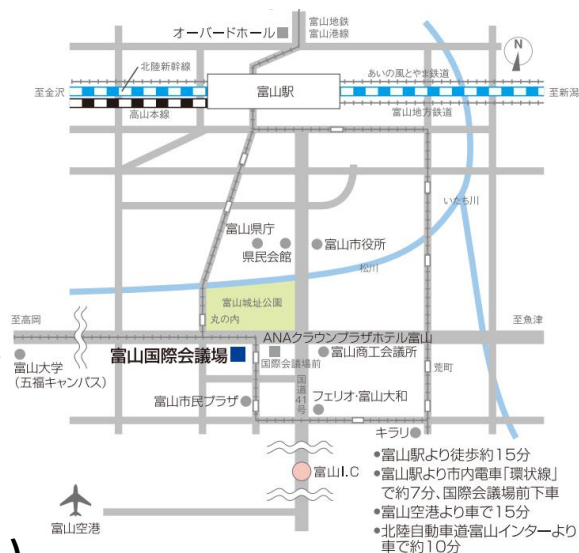 オーバードホール
富山地鉄
富山港線
N
北陸新幹線
あいの風とやま鉄道
至金沢
富山駅
至新潟
高山本線
富山地方鉄道
いたち川
富山県庁
県民会館
富山市役所
松川
富山城址公園
丸の内
至高岡
至魚津
ANAクラウンプラザホテル富山
富山国際会議場
国際会議場前
富山商工会議所
富山大学
(五福キャンパス)
荒町
国道41号
富山市民プラザ
フェリオ・富山大和
キラリ
富山I.C
富山空港
•富山駅より徒歩約15分
•富山駅より市内電車「環状線」
で約7分、国際会議場前下車
•富山空港より車で15分
•北陸自動車道富山インターより
車で約10分